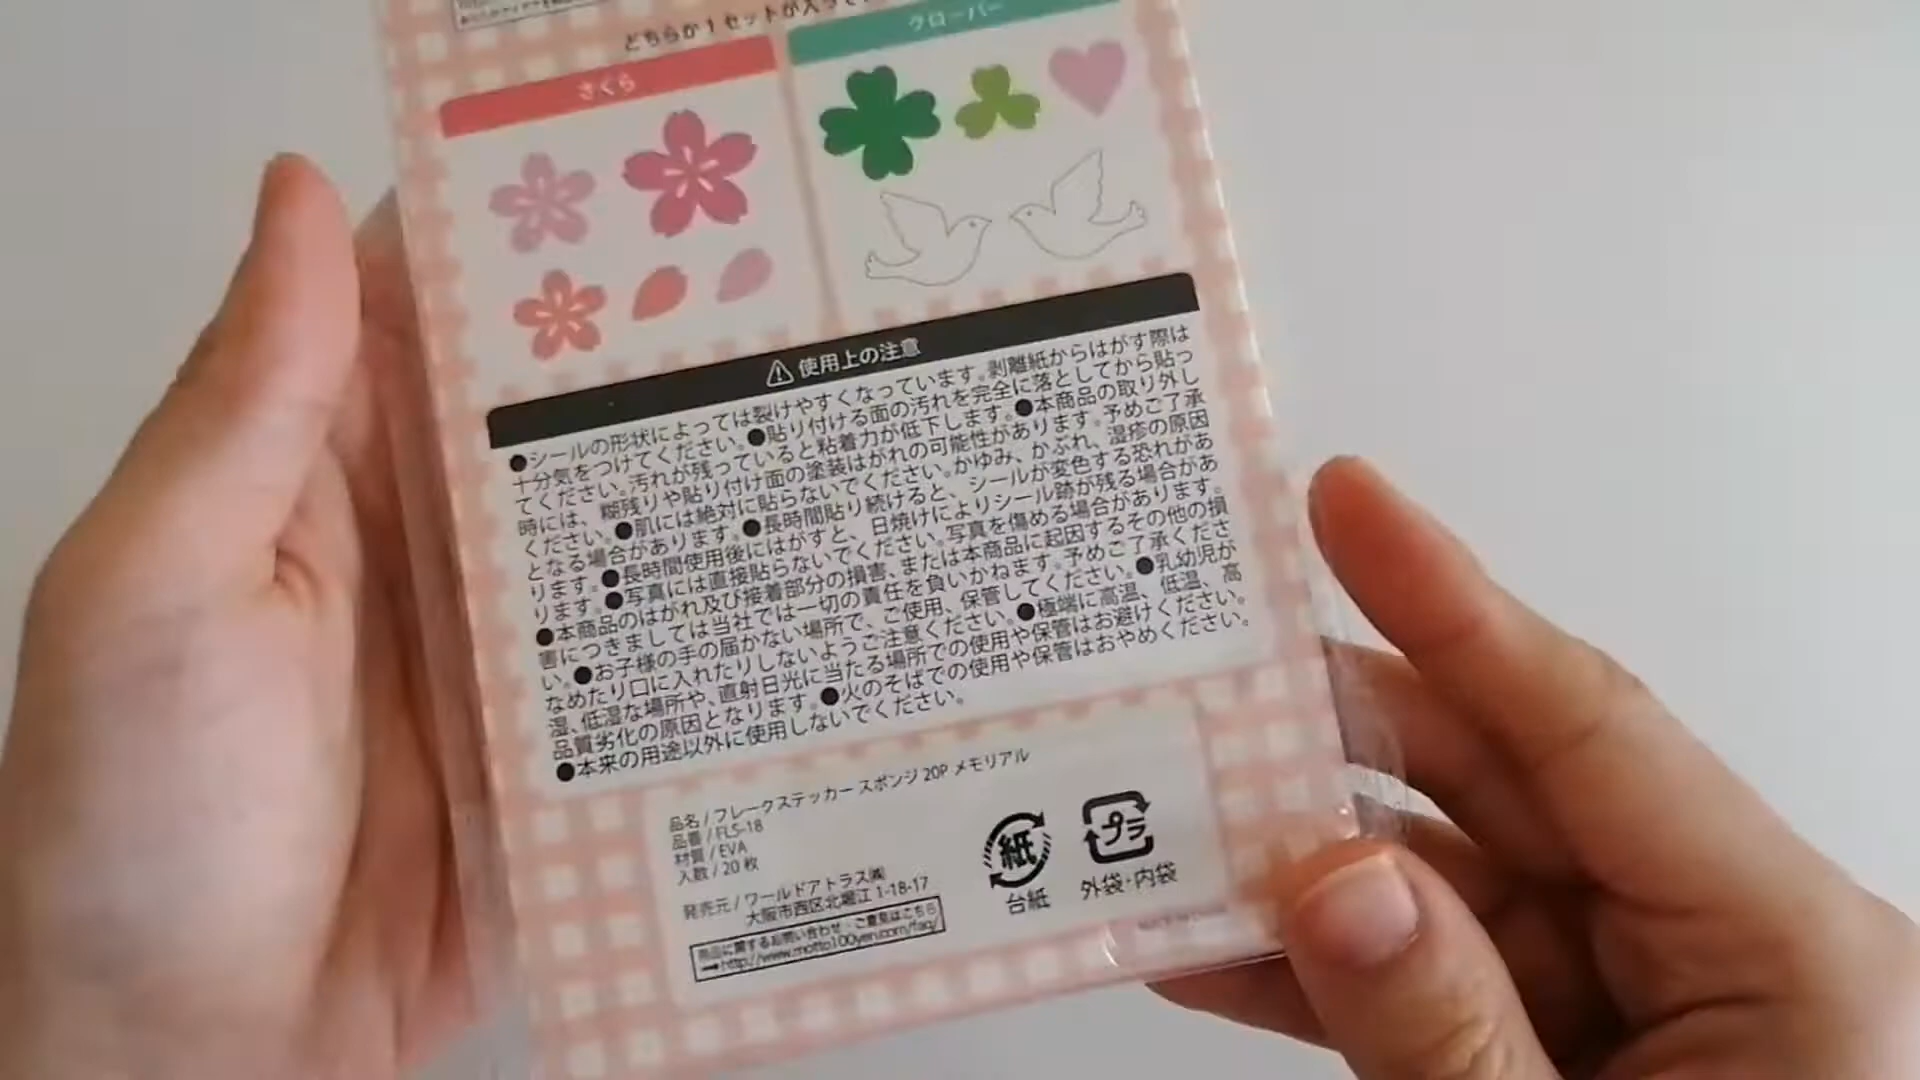 どちらか1セットが入って
さくら
クローバー
使用上の注意
●シールの形状によっては裂けやすくなっています。剥離紙からはがす際は
十分気をつけてください。●貼り付ける面の汚れを完全に落としてから貼っ
てください。汚れが残っていると粘着力が低下します。●本商品の取り外し
時には、糊残りや貼り付け面の塗装はがれの可能性があります。予めご了承
ください。●肌には絶対に貼らないでください。かゆみ、かぶれ、湿疹の原因
となる場合があります。●長時間貼り続けると、シールが変色する恐れがあ
ります。●長時間使用後にはがすと、日焼けによりシール跡が残る場合があ
ります。●写真には直接貼らないでください。写真を傷める場合があります。
●本商品のはがれ及び接着部分の損害、または本商品に起因するその他の損
害につきましては当社では一切の責任を負いかねます。予めご了承くださ
い。●お子様の手の届かない場所で、ご使用、保管してください。●乳幼児が
なめたり口に入れたりしないようご注意ください。●極端に高温、低温、高
湿、低湿な場所や、直射日光に当たる場所での使用や保管はお避けください。
品質劣化の原因となります。●火のそばでの使用や保管はおやめください。
●本来の用途以外に使用しないでください。
品名/フレークステッカー スポンジ 20P メモリアル
品番/FLS-18
材質/EVA
入数/20枚
発売元/ワールドアトラス㈱
大阪市西区北堀江 1-18-17
商品に関するお問い合わせ・ご意見はこちら
➡http://www.motto100yen.com/faq/
紙
台紙
プラ
外袋・内袋